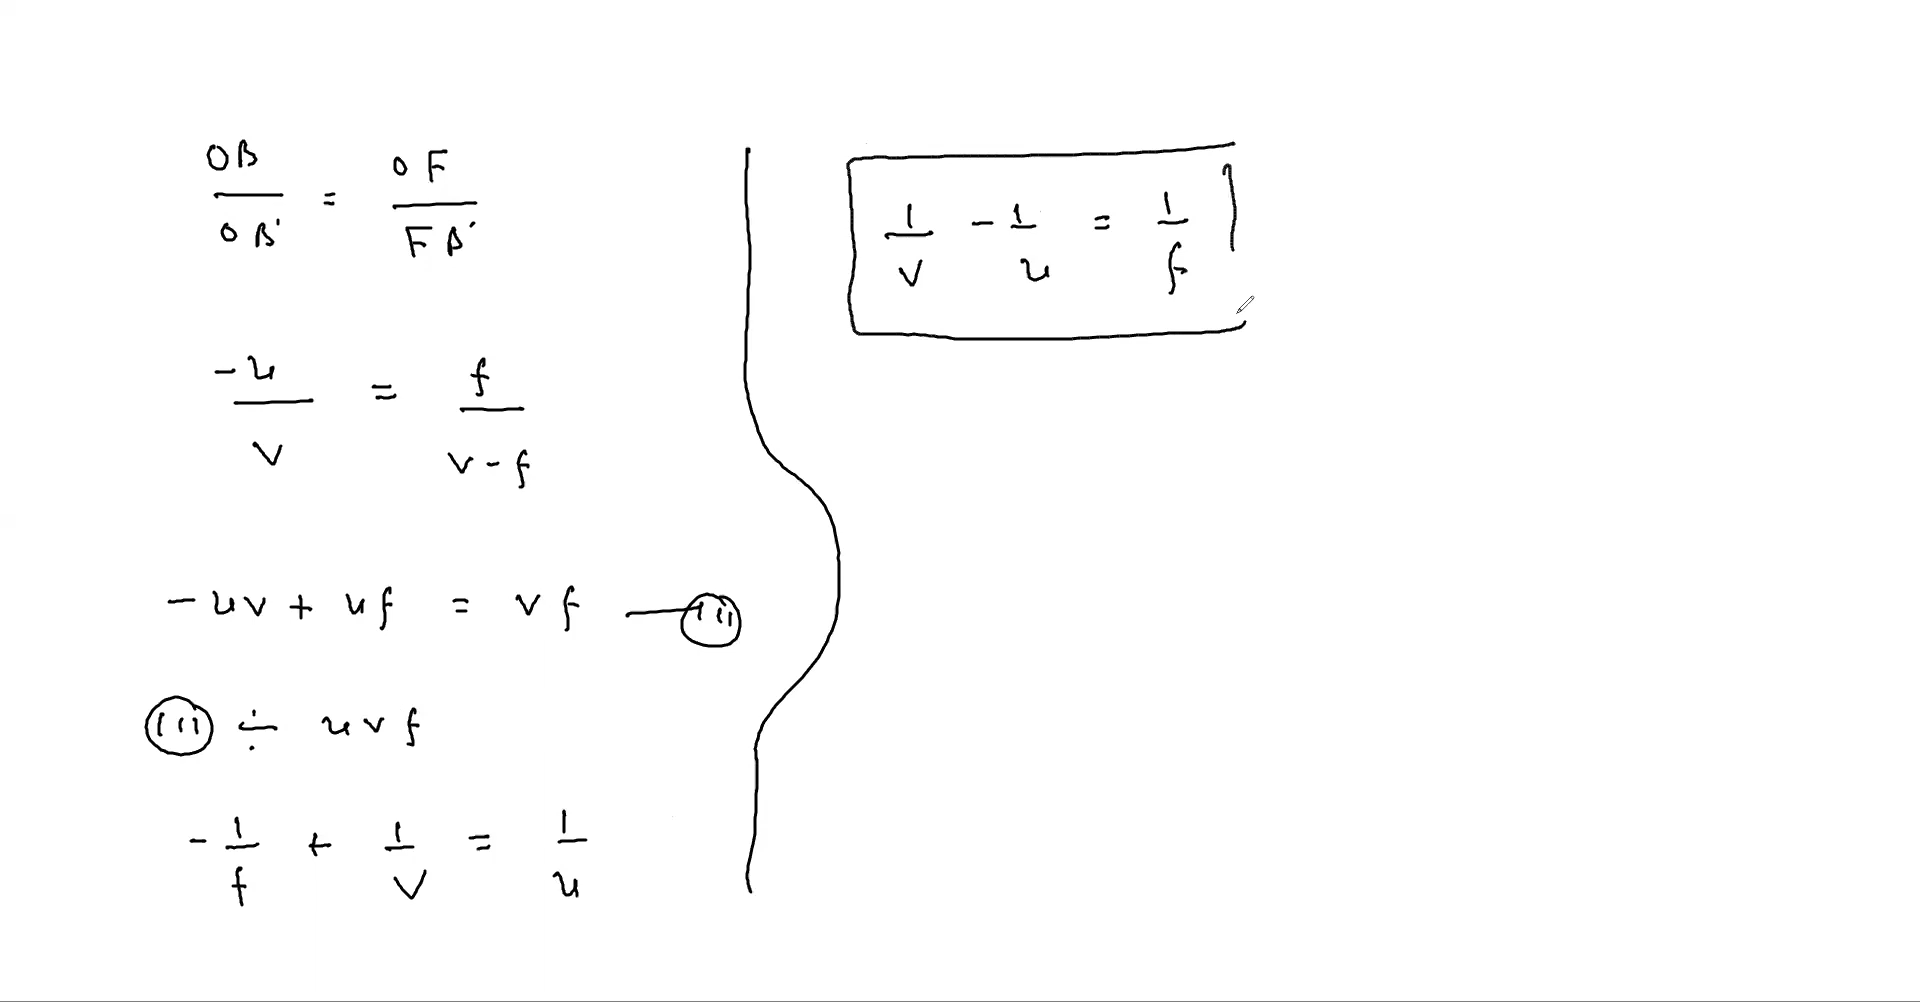 OB/OB' = OF/FB'
-u/v = f/(v-f)
-uv + uf = vf — (iii)
(iii) ÷ uvf
-1/f + 1/v = 1/u
1/v - 1/u = 1/f